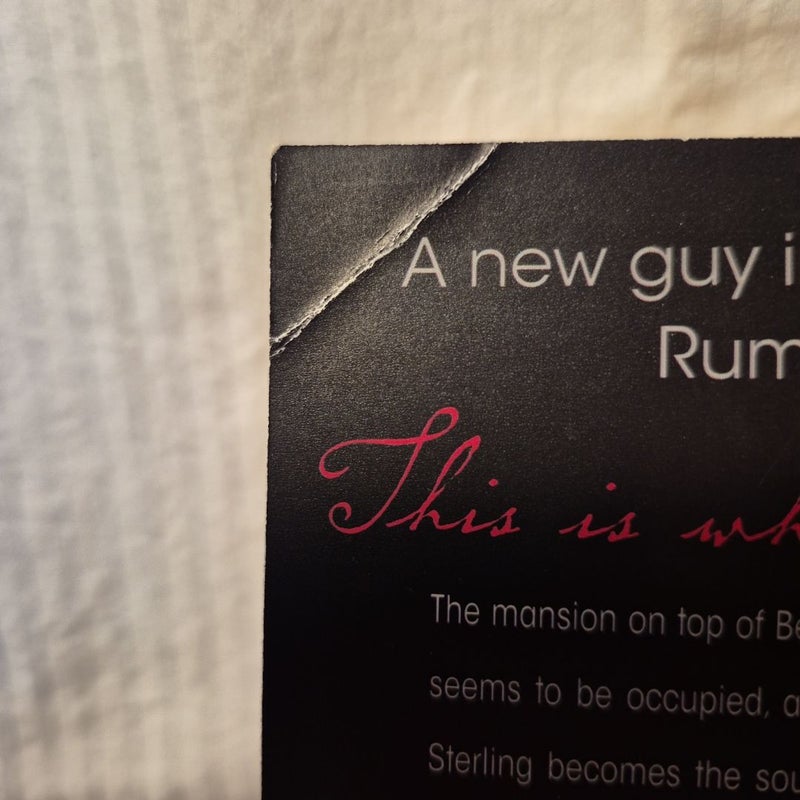 A new guy i
Rum
This is wh
The mansion on top of Be
seems to be occupied, a
Sterling becomes the sou